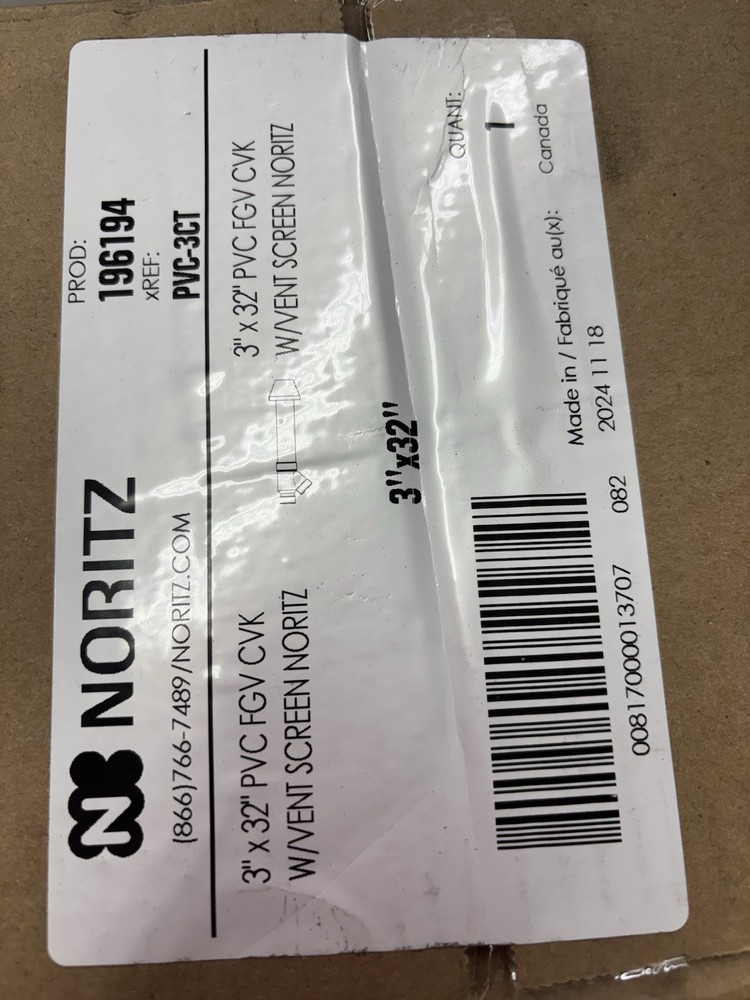 NORITZ
(866)766-7489/NORITZ.COM
PROD:
196194
xREF:
PVC-3CT
3" x 32" PVC FGV CVK
W/VENT SCREEN NORITZ
3" x 32" PVC FGV CVK
W/VENT SCREEN NORITZ
3"x32"
QUANT:
1
Made in / Fabriqué au(x): Canada
2024 11 18
00817000013707 082